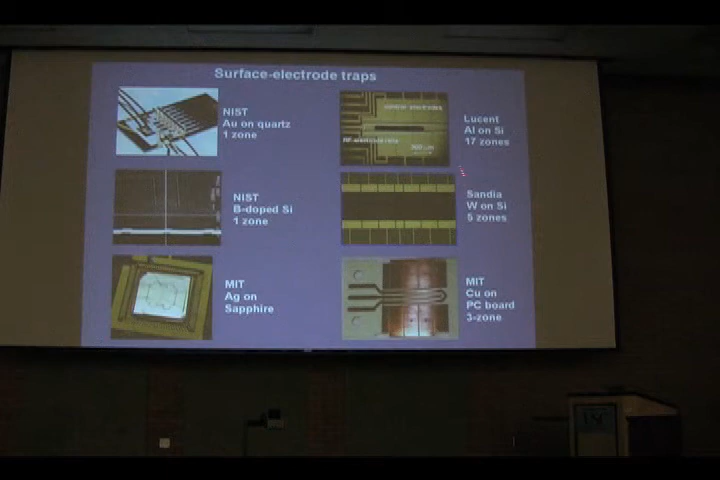 Surface-electrode traps
NIST
Au on quartz
1 zone
Lucent
Al on Si
17 zones
NIST
B-doped Si
1 zone
Sandia
W on Si
5 zones
MIT
Ag on
Sapphire
MIT
Cu on
PC board
3-zone